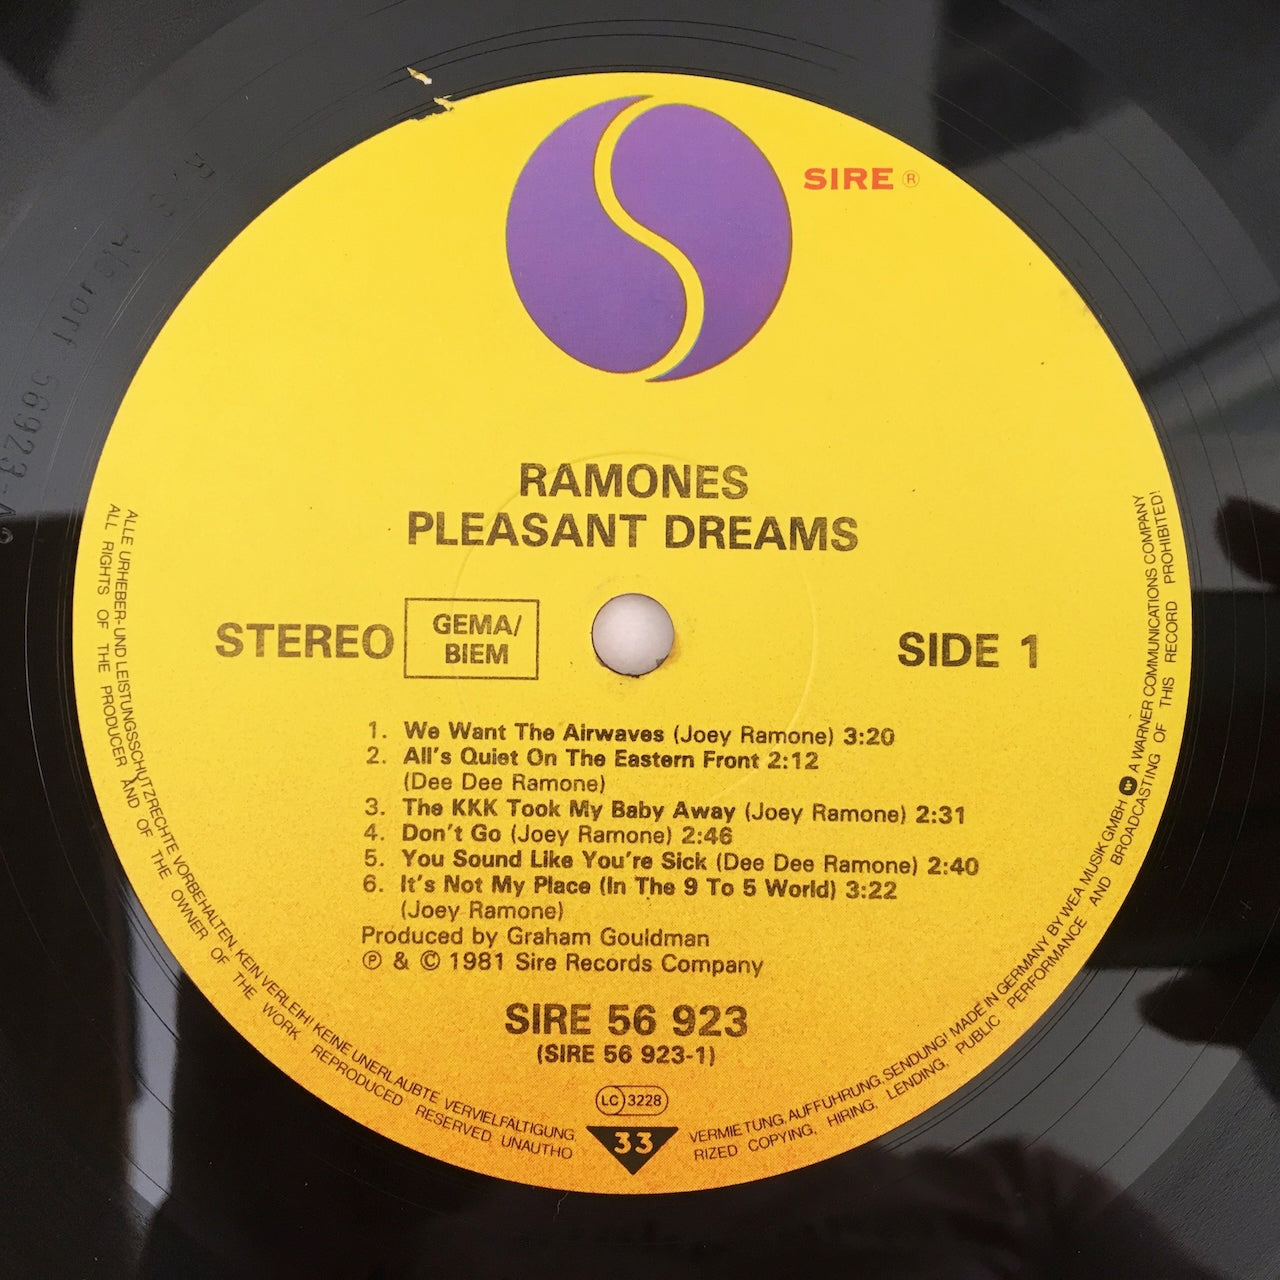 SIRE ®
RAMONES
PLEASANT DREAMS
STEREO
GEMA/
BIEM
SIDE 1
1. We Want The Airwaves (Joey Ramone) 3:20
2. All's Quiet On The Eastern Front 2:12
(Dee Dee Ramone)
3. The KKK Took My Baby Away (Joey Ramone) 2:31
4. Don't Go (Joey Ramone) 2:46
5. You Sound Like You're Sick (Dee Dee Ramone) 2:40
6. It's Not My Place (In The 9 To 5 World) 3:22
(Joey Ramone)
Produced by Graham Gouldman
℗ & © 1981 Sire Records Company
SIRE 56 923
(SIRE 56 923-1)
LC 3228
33
ALLE URHEBER-UND LEISTUNGSSCHUTZRECHTE VORBEHALTEN. KEIN VERLEIH! KEINE UNERLAUBTE VERVIELFÄLTIGUNG, VERMIETUNG, AUFFÜHRUNG, SENDUNG! MADE IN GERMANY BY WEA MUSIK GMBH A WARNER COMMUNICATIONS COMPANY
ALL RIGHTS OF THE PRODUCER AND OF THE OWNER OF THE WORK REPRODUCED RESERVED UNAUTHORIZED COPYING, HIRING, LENDING, PUBLIC PERFORMANCE AND BROADCASTING OF THIS RECORD PROHIBITED!
56923-A2